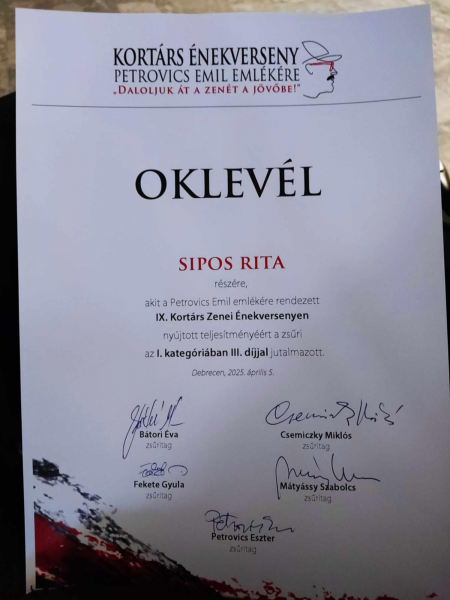 KORTÁRS ÉNEKVERSENY
PETROVICS EMIL EMLÉKÉRE
„DALOLJUK ÁT A ZENÉT A JÖVŐBE!"
OKLEVÉL
SIPOS RITA
részére,
akit a Petrovics Emil emlékére rendezett
IX. Kortárs Zenei Énekversenyen
nyújtott teljesítményéért a zsűri
az I. kategóriában III. díjjal jutalmazott.
Debrecen, 2025. április 5.
Bátori Éva
zsűritag
Csemiczky Miklós
zsűritag
Fekete Gyula
zsűritag
Mátyássy Szabolcs
zsűritag
Petrovics Eszter
zsűritag